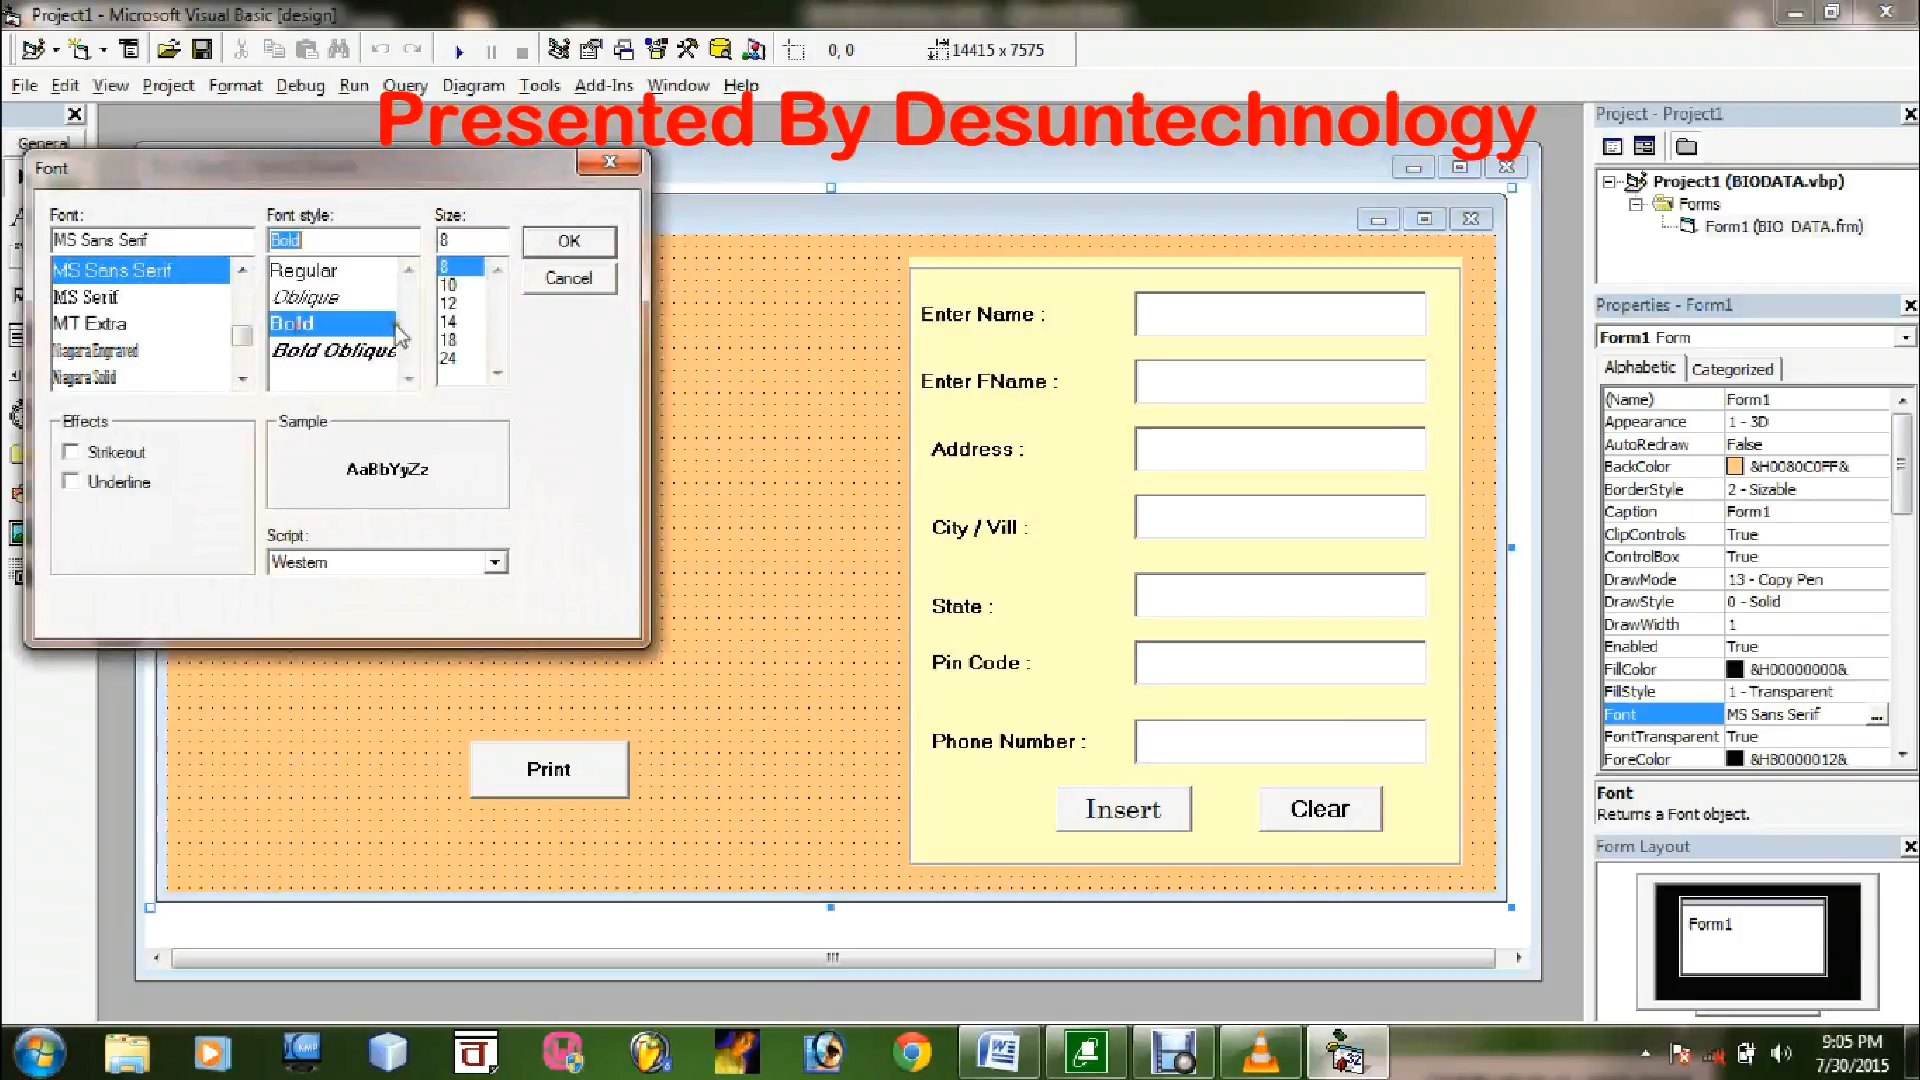 Project1 - Microsoft Visual Basic [design]
0, 0
14415 x 7575
File Edit View Project Format Debug Run Query Diagram Tools Add-Ins Window Help
Presented By Desuntechnology
General
Font
Font:
Font style:
Size:
MS Sans Serif
Bold
8
OK
Cancel
MS Sans Serif
MS Serif
MT Extra
Niagara Engraved
Niagara Solid
Regular
Oblique
Bold
Bold Oblique
8
10
12
14
18
24
Effects
Strikeout
Underline
Sample
AaBbYyZz
Script:
Western
Print
Enter Name :
Enter FName :
Address :
City / Vill :
State :
Pin Code :
Phone Number :
Insert
Clear
Project - Project1
Project1 (BIODATA.vbp)
Forms
Form1 (BIO DATA.frm)
Properties - Form1
Form1 Form
Alphabetic Categorized
(Name) Form1
Appearance 1 - 3D
AutoRedraw False
BackColor &H0080C0FF&
BorderStyle 2 - Sizable
Caption Form1
ClipControls True
ControlBox True
DrawMode 13 - Copy Pen
DrawStyle 0 - Solid
DrawWidth 1
Enabled True
FillColor &H00000000&
FillStyle 1 - Transparent
Font MS Sans Serif ...
FontTransparent True
ForeColor &H80000012&
Font
Returns a Font object.
Form Layout
Form1
KMP
व
9:05 PM
7/30/2015